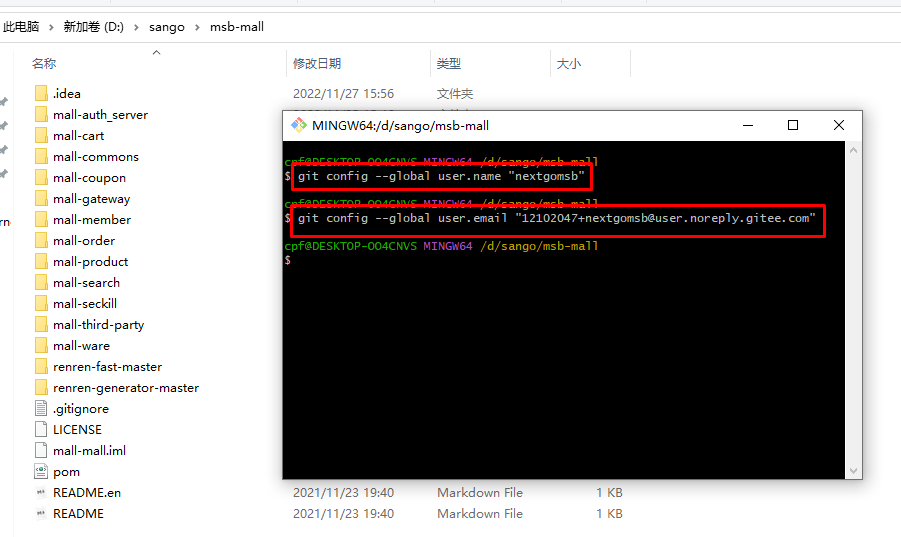 此电脑 > 新加卷 (D:) > sango > msb-mall
名称 修改日期 类型 大小
.idea 2022/11/27 15:56 文件夹
mall-auth_server
mall-cart
mall-commons
mall-coupon
mall-gateway
mall-member
mall-order
mall-product
mall-search
mall-seckill
mall-third-party
mall-ware
renren-fast-master
renren-generator-master
.gitignore
LICENSE
mall-mall.iml
pom
README.en 2021/11/23 19:40 Markdown File 1 KB
README 2021/11/23 19:40 Markdown File 1 KB
MINGW64:/d/sango/msb-mall
cpf@DESKTOP-OO4CNVS MINGW64 /d/sango/msb-mall
$ git config --global user.name "nextgomsb"
cpf@DESKTOP-OO4CNVS MINGW64 /d/sango/msb-mall
$ git config --global user.email "12102047+nextgomsb@user.noreply.gitee.com"
cpf@DESKTOP-OO4CNVS MINGW64 /d/sango/msb-mall
$